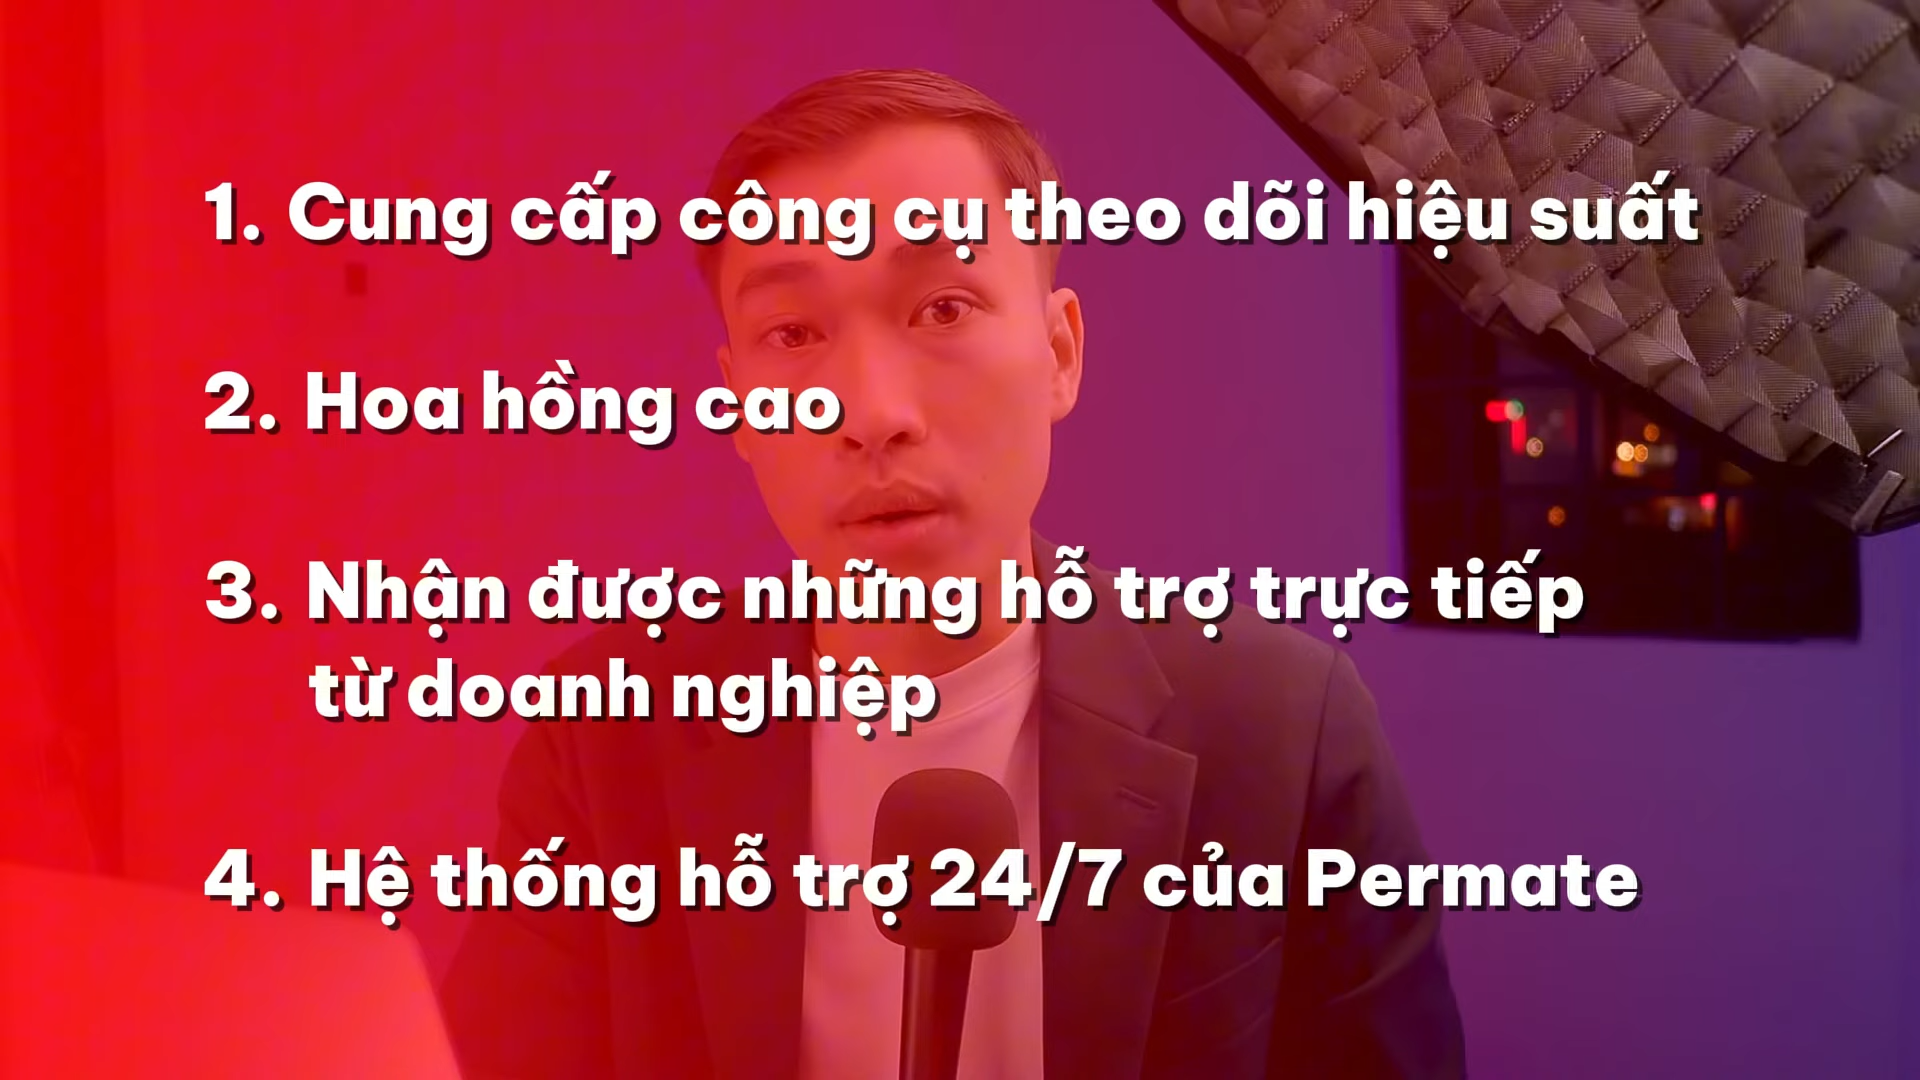 1. Cung cấp công cụ theo dõi hiệu suất
2. Hoa hồng cao
3. Nhận được những hỗ trợ trực tiếp
từ doanh nghiệp
4. Hệ thống hỗ trợ 24/7 của Permate